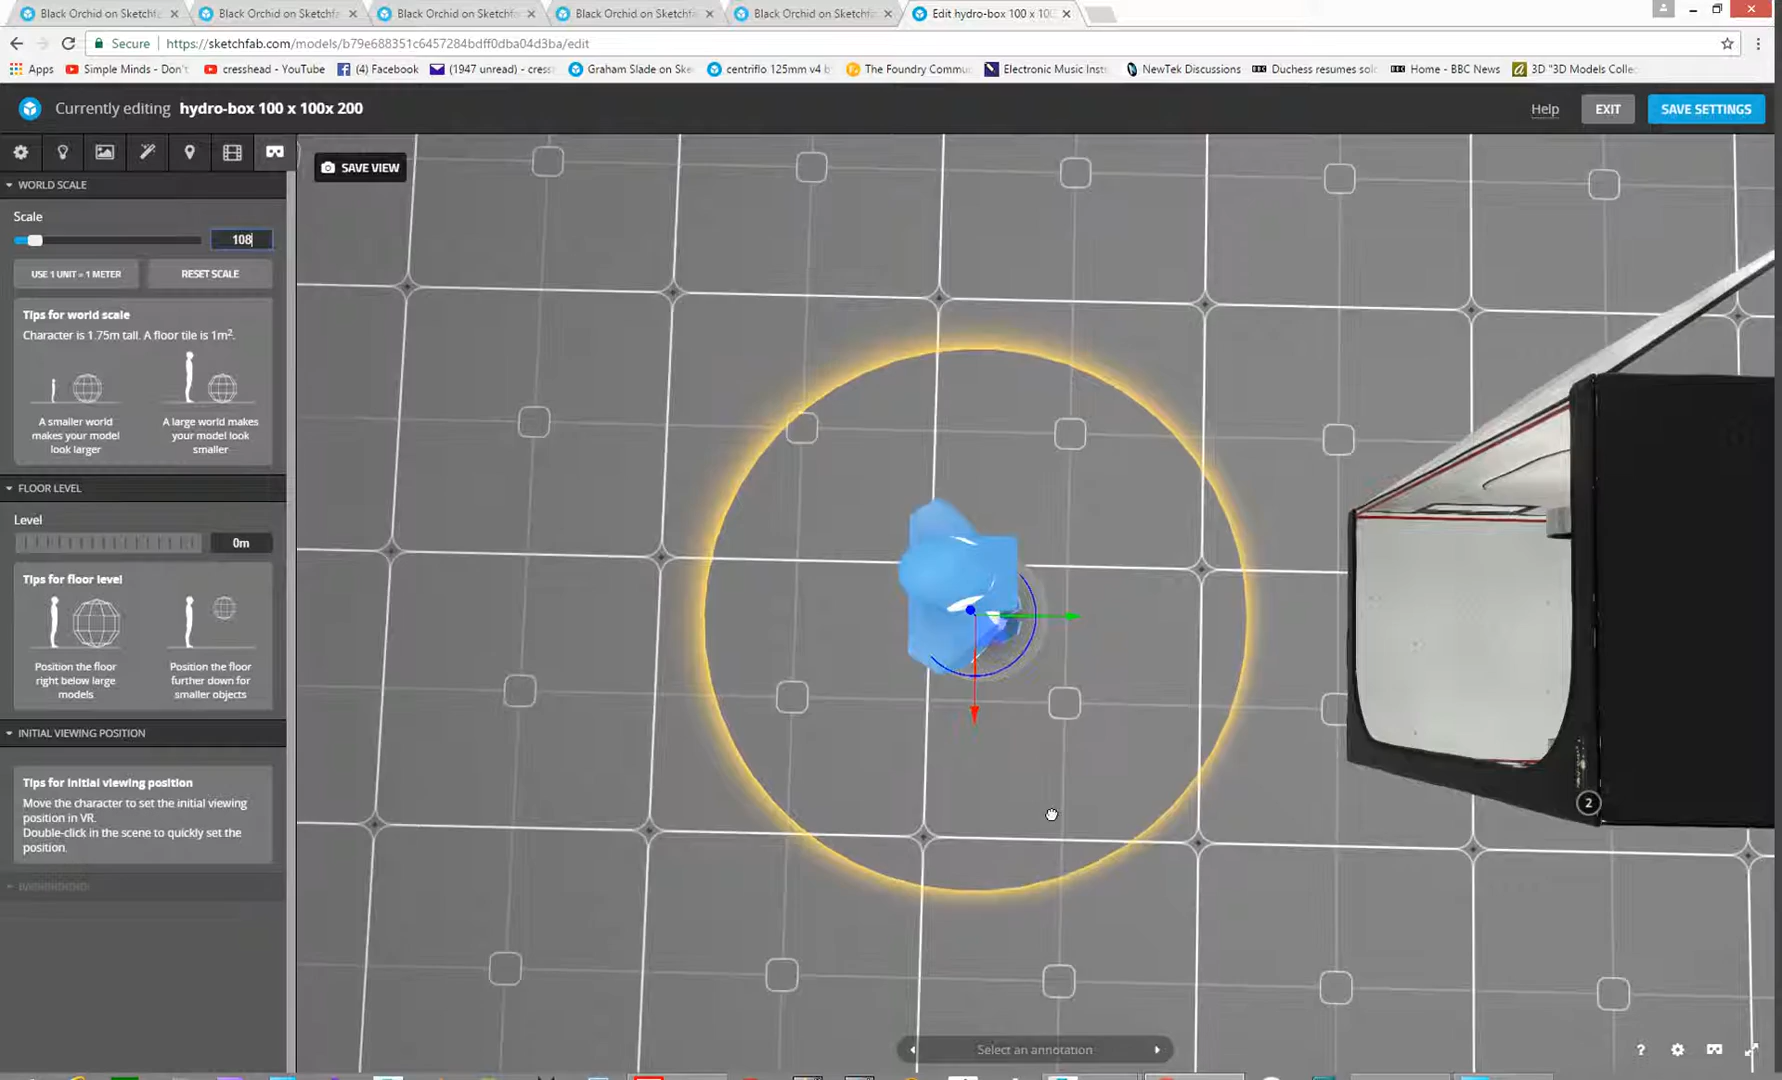 Black Orchid on Sketchfa
Black Orchid on Sketchf
Black Orchid on Sketchf
Black Orchid on Sketchf
Black Orchid on Sketchfa
Edit hydro-box 100 x 100
Secure
https://sketchfab.com/models/b79e688351c6457284bdff0dba04d3ba/edit
Apps
Simple Minds - Don't
cresshead - YouTube
(4) Facebook
(1947 unread) - cress
Graham Slade on Ske
centriflo 125mm v4 b
The Foundry Commu
Electronic Music Inst
NewTek Discussions
Duchess resumes solo
Home - BBC News
3D "3D Models Collec
Currently editing hydro-box 100 x 100x 200
Help
EXIT
SAVE SETTINGS
SAVE VIEW
WORLD SCALE
Scale
108
USE 1 UNIT = 1 METER
RESET SCALE
Tips for world scale
Character is 1.75m tall. A floor tile is 1m².
A smaller world
makes your model
look larger
A large world makes
your model look
smaller
FLOOR LEVEL
Level
0m
Tips for floor level
Position the floor
right below large
models
Position the floor
further down for
smaller objects
INITIAL VIEWING POSITION
Tips for initial viewing position
Move the character to set the initial viewing
position in VR.
Double-click in the scene to quickly set the
position.
BACKGROUND
2
Select an annotation
?